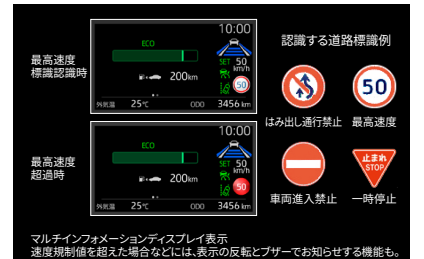 最高速度
標識認識時
10:00
ECO
SET 50
km/h
200km
50
外気温 25℃ 000 3456 km
最高速度
超過時
10:00
ECO
SET 50
km/h
200km
50
外気温 25℃ 000 3456 km
認識する道路標識例
50
はみ出し通行禁止 最高速度
止まれ
STOP
車両進入禁止 一時停止
マルチインフォメーションディスプレイ表示
速度規制値を超えた場合などには、表示の反転とブザーでお知らせする機能も。